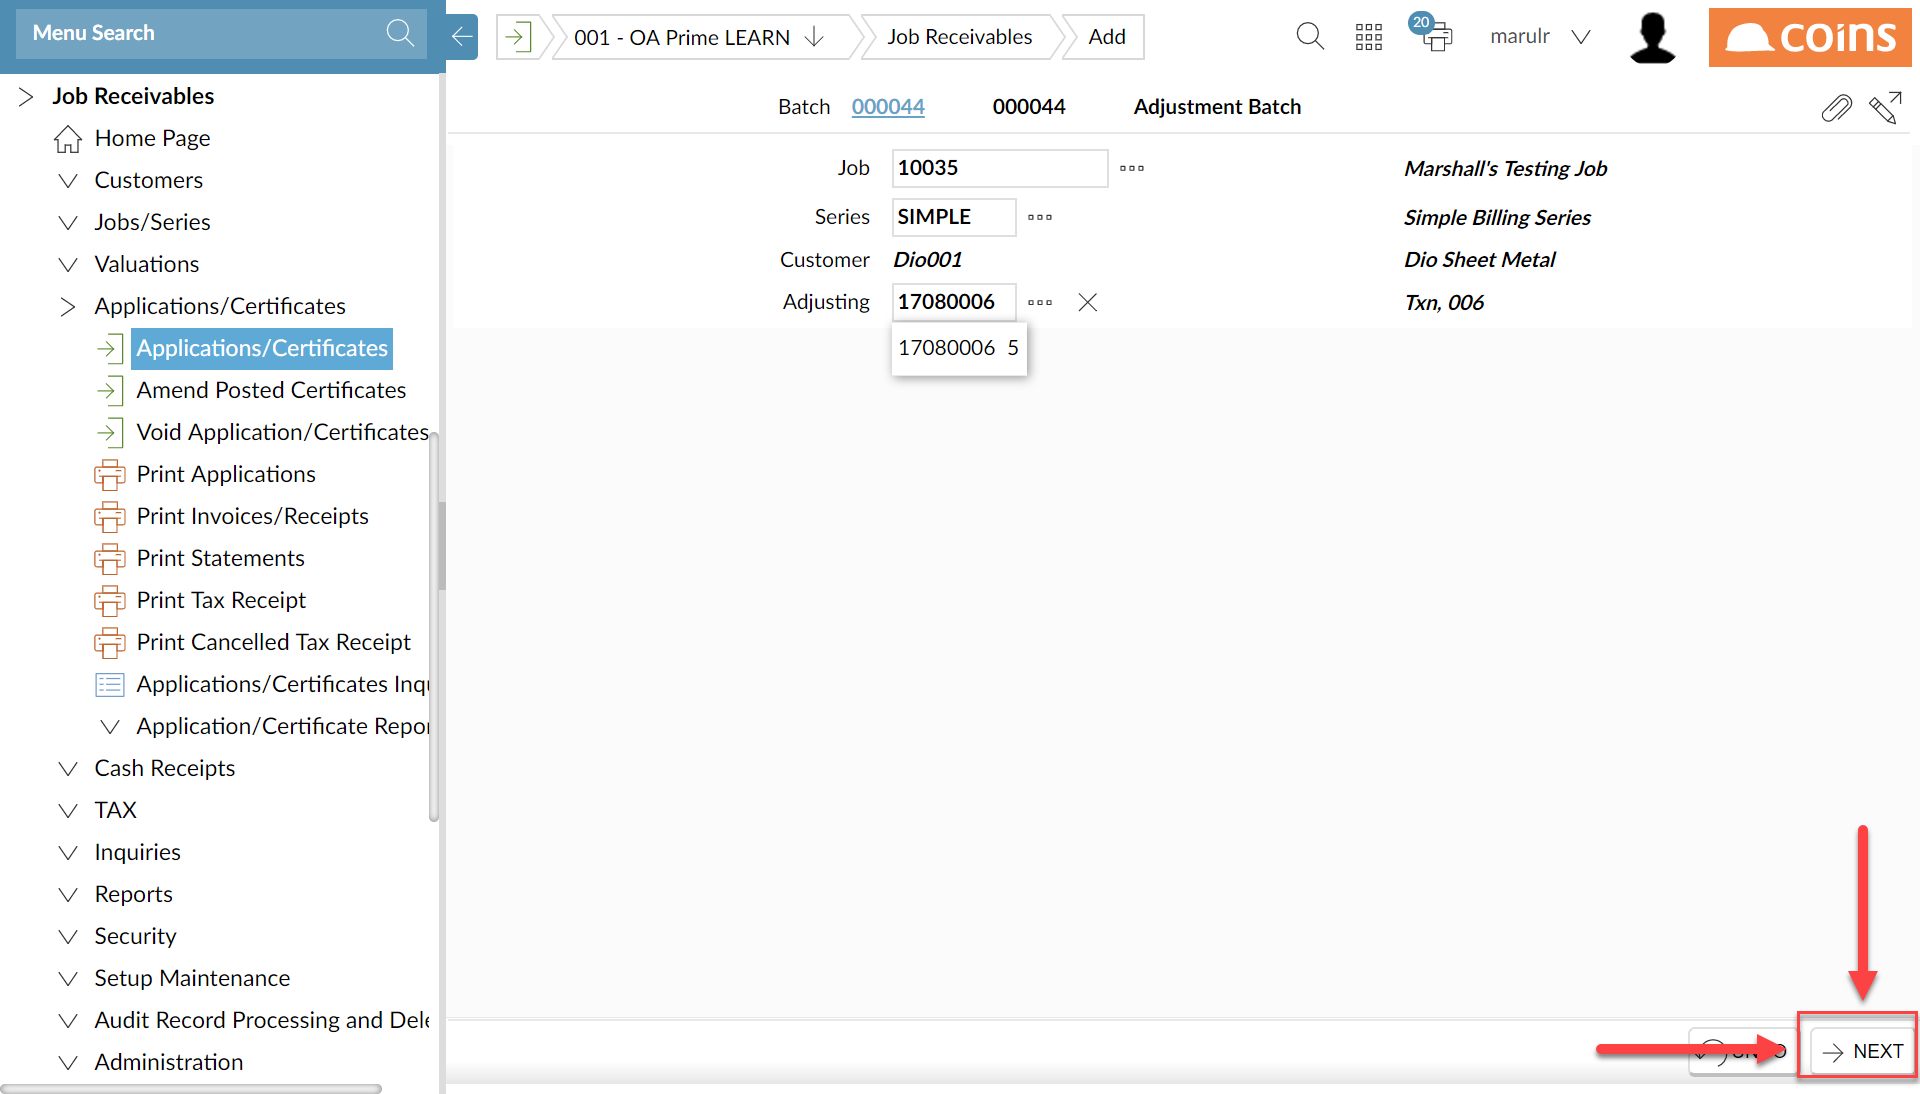 Menu Search
001 - OA Prime LEARN
Job Receivables
Add
20
marulr
coins
Job Receivables
Home Page
Customers
Jobs/Series
Valuations
Applications/Certificates
Applications/Certificates
Amend Posted Certificates
Void Application/Certificates
Print Applications
Print Invoices/Receipts
Print Statements
Print Tax Receipt
Print Cancelled Tax Receipt
Applications/Certificates Inqu
Application/Certificate Repor
Cash Receipts
TAX
Inquiries
Reports
Security
Setup Maintenance
Audit Record Processing and Dele
Administration
Batch 000044 000044 Adjustment Batch
Job 10035 Marshall's Testing Job
Series SIMPLE Simple Billing Series
Customer Dio001 Dio Sheet Metal
Adjusting 17080006 Txn, 006
17080006 5
NEXT